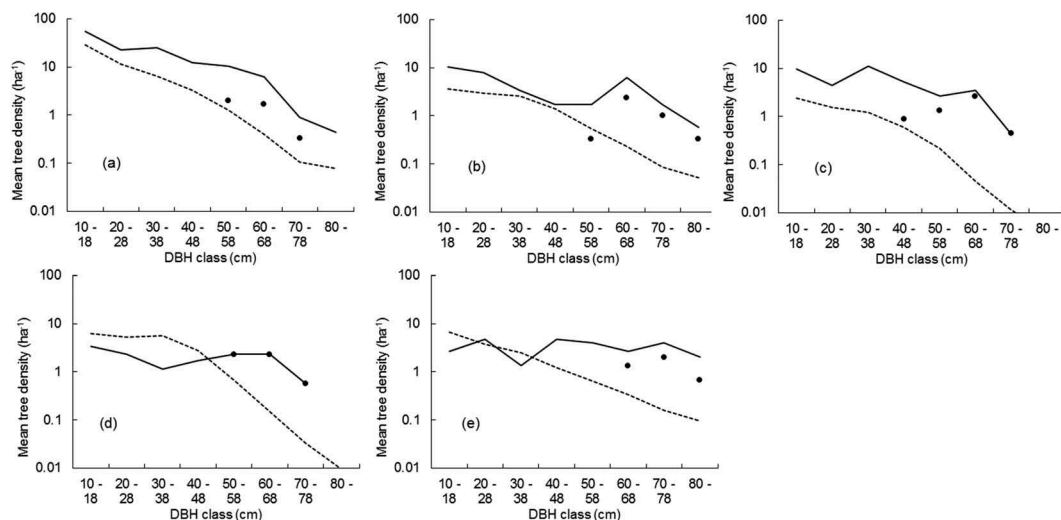 Mean tree density (ha⁻¹)
100
10
1
0.1
0.01
(a)
10 - 18
20 - 28
30 - 38
40 - 48
50 - 58
60 - 68
70 - 78
80 -
DBH class (cm)
Mean tree density (ha⁻¹)
100
10
1
0.1
0.01
(b)
10 - 18
20 - 28
30 - 38
40 - 48
50 - 58
60 - 68
70 - 78
80 -
DBH class (cm)
Mean tree density (ha⁻¹)
100
10
1
0.1
0.01
(c)
10 - 18
20 - 28
30 - 38
40 - 48
50 - 58
60 - 68
70 - 78
80 -
DBH class (cm)
Mean tree density (ha⁻¹)
100
10
1
0.1
0.01
(d)
10 - 18
20 - 28
30 - 38
40 - 48
50 - 58
60 - 68
70 - 78
80 -
DBH class (cm)
Mean tree density (ha⁻¹)
100
10
1
0.1
0.01
(e)
10 - 18
20 - 28
30 - 38
40 - 48
50 - 58
60 - 68
70 - 78
80 -
DBH class (cm)